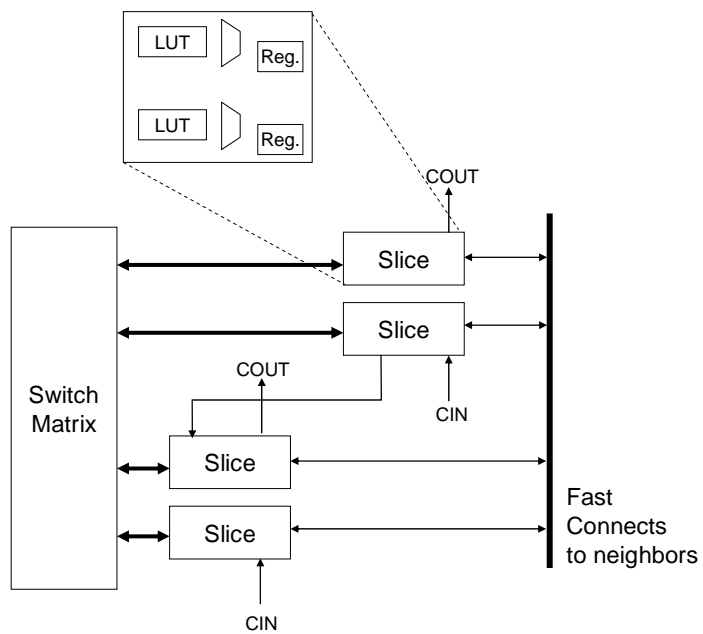 LUT
Reg.
LUT
Reg.
COUT
Slice
Slice
COUT
CIN
Switch
Matrix
Slice
Slice
Fast
Connects
to neighbors
CIN